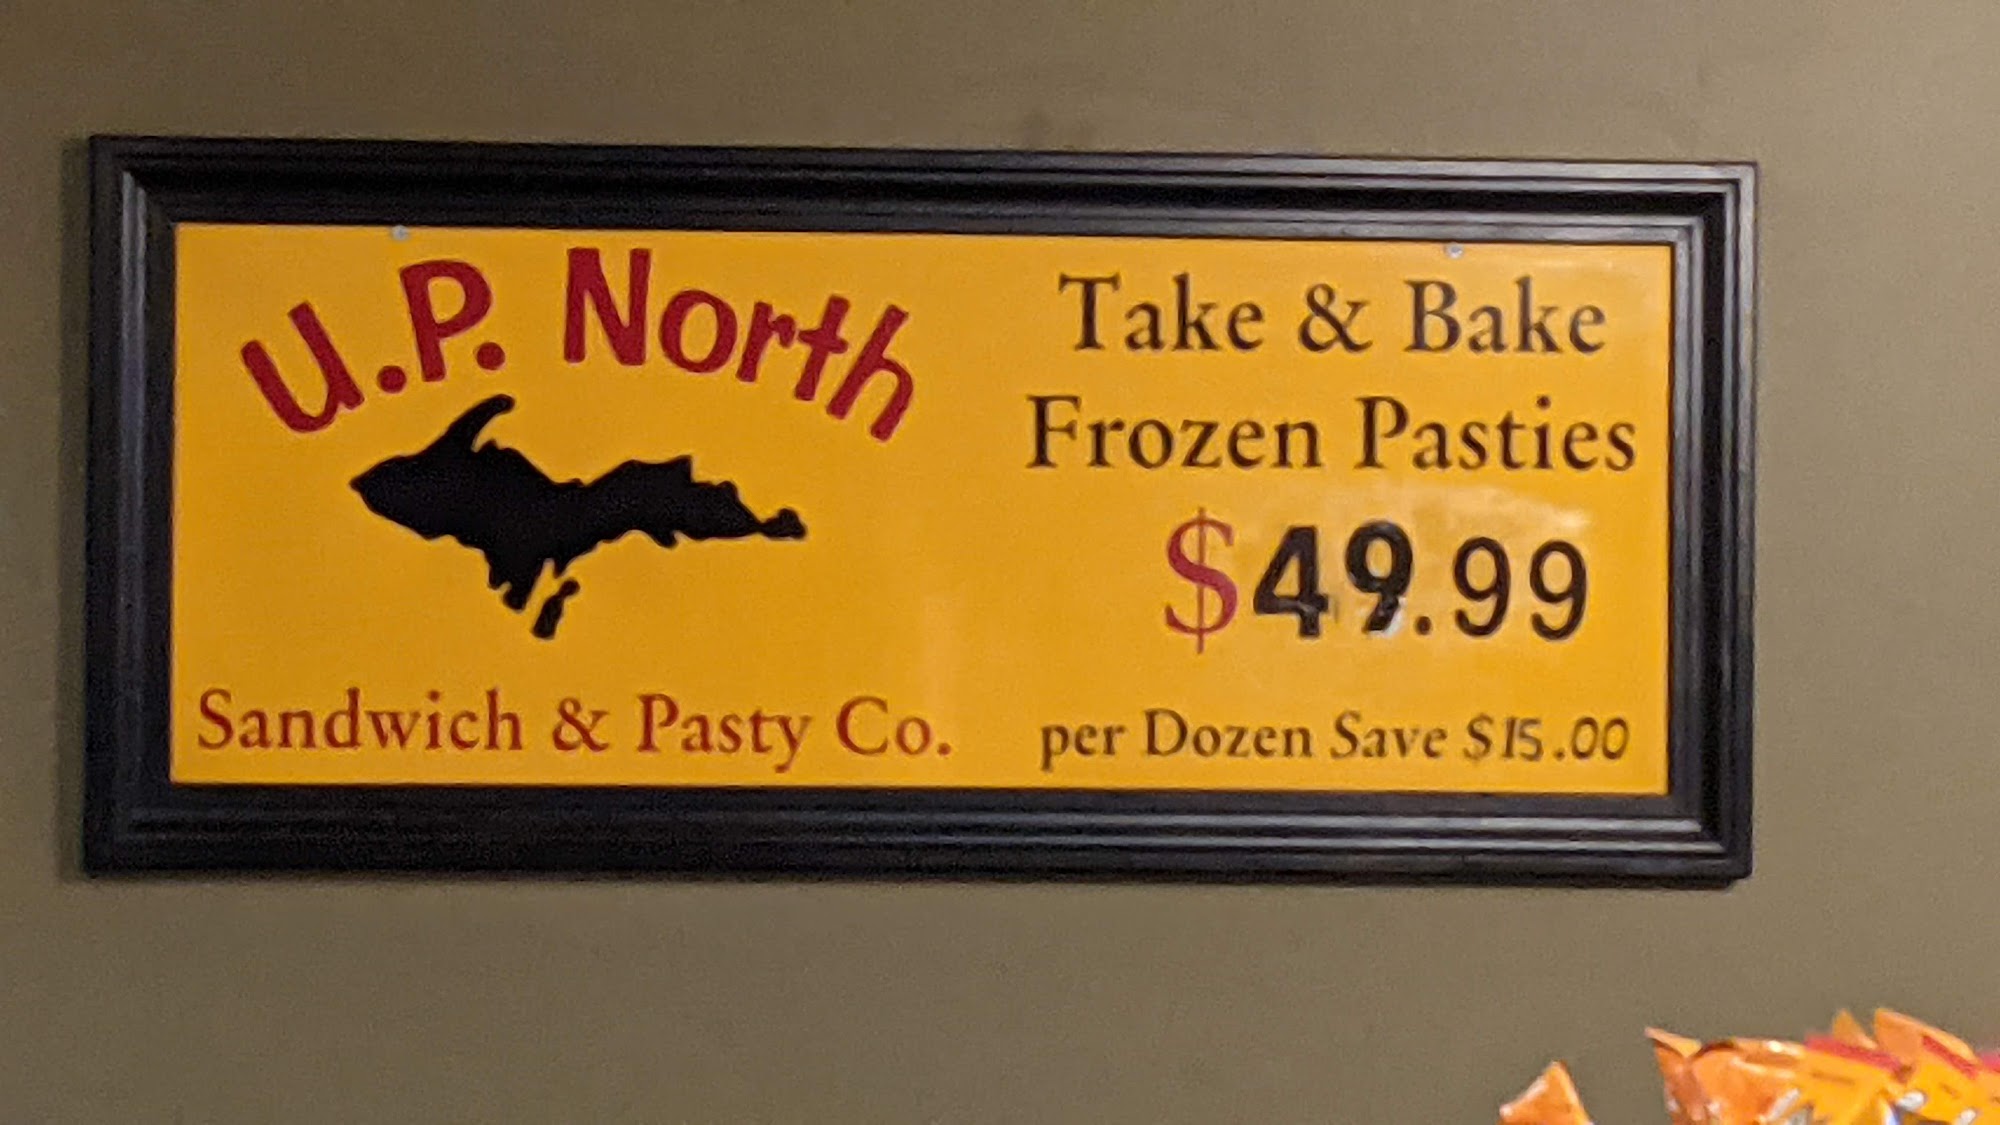 U.P. North
Sandwich & Pasty Co.
Take & Bake
Frozen Pasties
$49.99
per Dozen Save $15.00